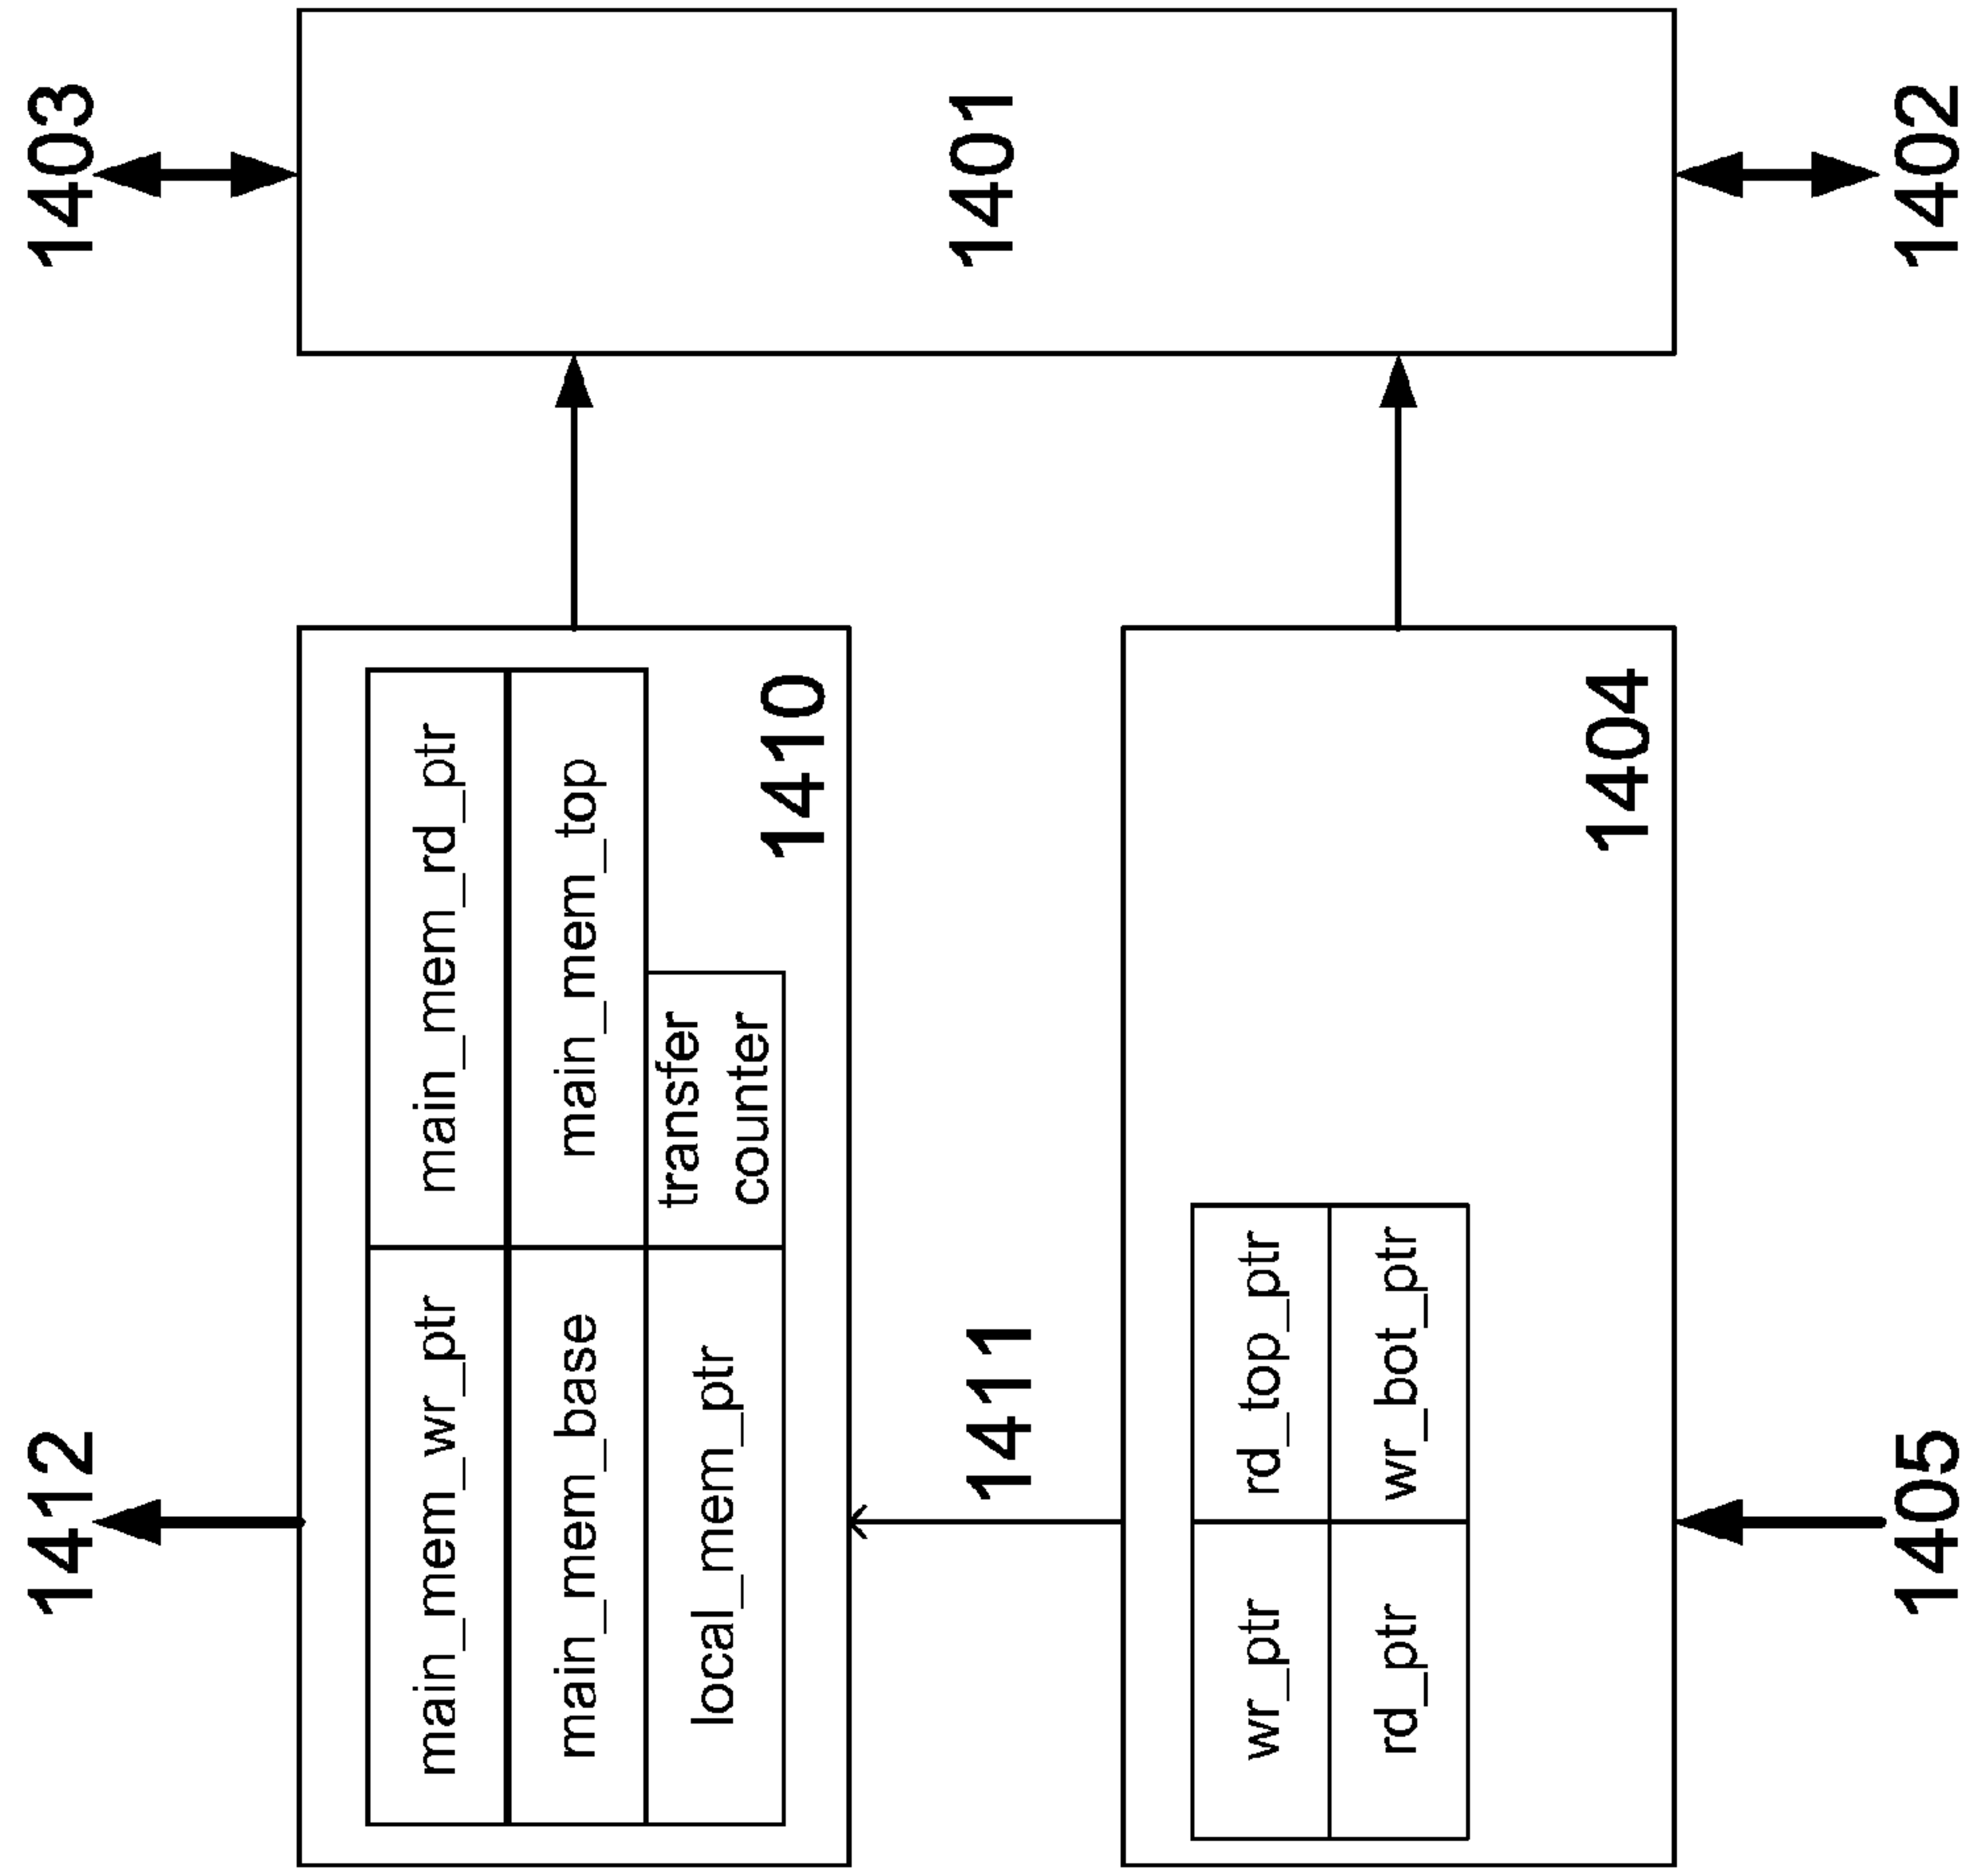 1412
1403
main_mem_wr_ptr
main_mem_rd_ptr
main_mem_base
main_mem_top
local_mem_ptr
transfer
counter
1410
1401
1411
wr_ptr
rd_top_ptr
rd_ptr
wr_bot_ptr
1404
1405
1402